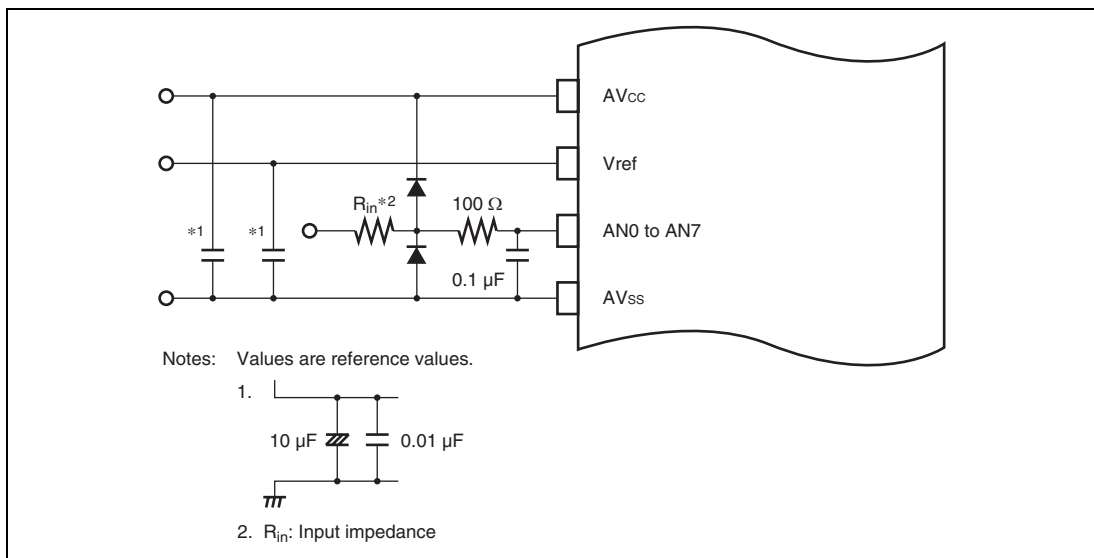 AVCC
Vref
Rin*2
100 Ω
*1
*1
AN0 to AN7
0.1 µF
AVSS
Notes: Values are reference values.
1.
10 µF
0.01 µF
2. Rin: Input impedance